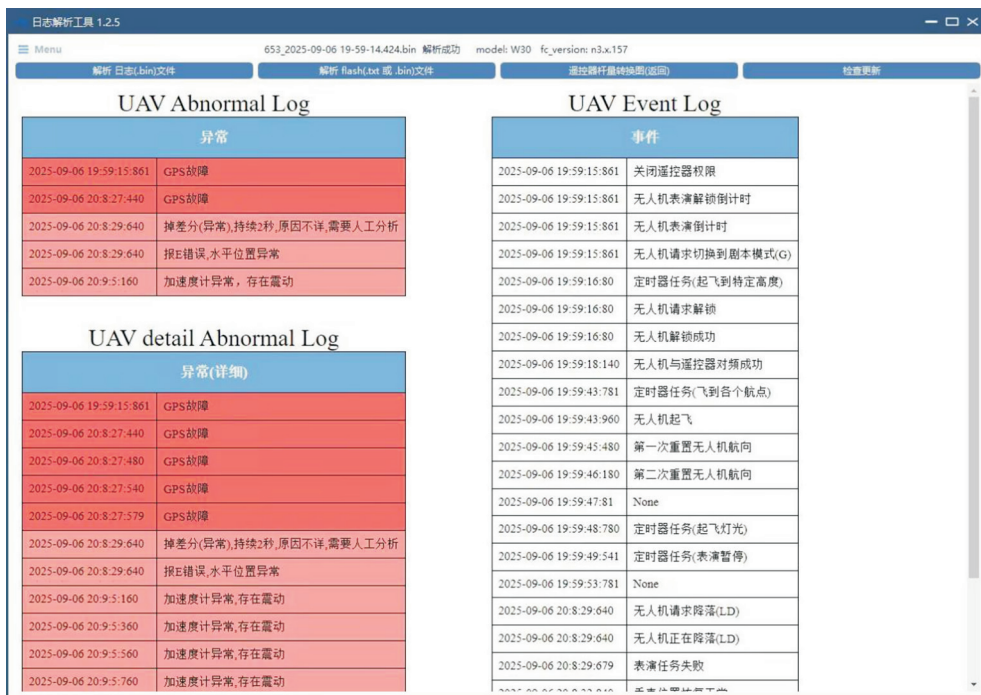 日志解析工具 1.2.5
Menu
653_2025-09-06 19-59-14.424.bin 解析成功 model: W30 fc_version: n3.x.157
解析 日志(.bin)文件
解析 flash(.txt 或 .bin)文件
遥控器杆量转换图(返回)
检查更新
UAV Abnormal Log
异常
2025-09-06 19:59:15:861 GPS故障
2025-09-06 20:8:27:440 GPS故障
2025-09-06 20:8:29:640 掉差分(异常),持续2秒,原因不详,需要人工分析
2025-09-06 20:8:29:640 报E错误,水平位置异常
2025-09-06 20:9:5:160 加速度计异常，存在震动
UAV detail Abnormal Log
异常(详细)
2025-09-06 19:59:15:861 GPS故障
2025-09-06 20:8:27:440 GPS故障
2025-09-06 20:8:27:480 GPS故障
2025-09-06 20:8:27:540 GPS故障
2025-09-06 20:8:27:579 GPS故障
2025-09-06 20:8:29:640 掉差分(异常),持续2秒,原因不详,需要人工分析
2025-09-06 20:8:29:640 报E错误,水平位置异常
2025-09-06 20:9:5:160 加速度计异常,存在震动
2025-09-06 20:9:5:360 加速度计异常,存在震动
2025-09-06 20:9:5:560 加速度计异常,存在震动
2025-09-06 20:9:5:760 加速度计异常,存在震动
UAV Event Log
事件
2025-09-06 19:59:15:861 关闭遥控器权限
2025-09-06 19:59:15:861 无人机表演解锁倒计时
2025-09-06 19:59:15:861 无人机表演倒计时
2025-09-06 19:59:15:861 无人机请求切换到剧本模式(G)
2025-09-06 19:59:16:80 定时器任务(起飞到特定高度)
2025-09-06 19:59:16:80 无人机请求解锁
2025-09-06 19:59:16:80 无人机解锁成功
2025-09-06 19:59:18:140 无人机与遥控器对频成功
2025-09-06 19:59:43:781 定时器任务(飞到各个航点)
2025-09-06 19:59:43:960 无人机起飞
2025-09-06 19:59:45:480 第一次重置无人机航向
2025-09-06 19:59:46:180 第二次重置无人机航向
2025-09-06 19:59:47:81 None
2025-09-06 19:59:48:780 定时器任务(起飞灯光)
2025-09-06 19:59:49:541 定时器任务(表演暂停)
2025-09-06 19:59:53:781 None
2025-09-06 20:8:29:640 无人机请求降落(LD)
2025-09-06 20:8:29:640 无人机正在降落(LD)
2025-09-06 20:8:29:679 表演任务失败